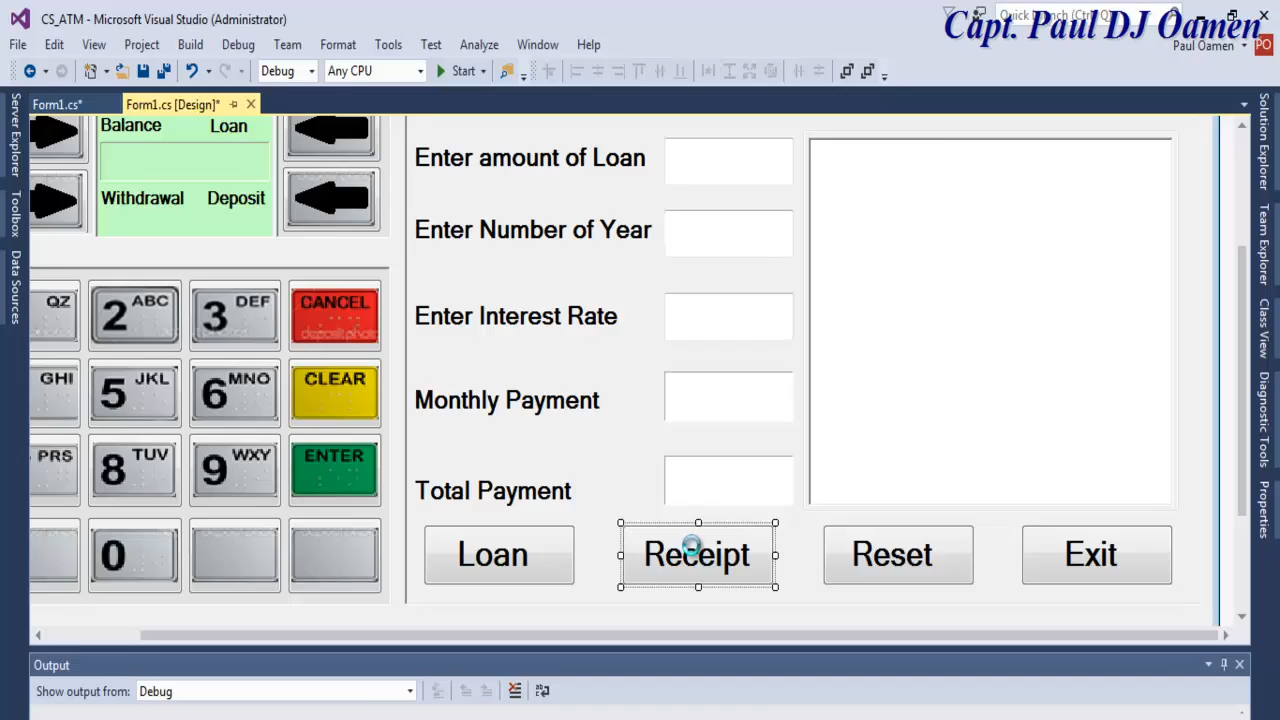 CS_ATM - Microsoft Visual Studio (Administrator)
Quick Launch (Ctrl+Q)
Capt. Paul DJ Oamen
File Edit View Project Build Debug Team Format Tools Test Analyze Window Help
Paul Oamen PO
Debug Any CPU Start
Form1.cs* Form1.cs [Design]*
Server Explorer
Toolbox
Data Sources
Solution Explorer
Team Explorer
Class View
Diagnostic Tools
Properties
Balance Loan
Withdrawal Deposit
QZ 2 ABC 3 DEF CANCEL
GHI 5 JKL 6 MNO CLEAR
PRS 8 TUV 9 WXY ENTER
0
Enter amount of Loan
Enter Number of Year
Enter Interest Rate
Monthly Payment
Total Payment
Loan Receipt Reset Exit
Output
Show output from: Debug